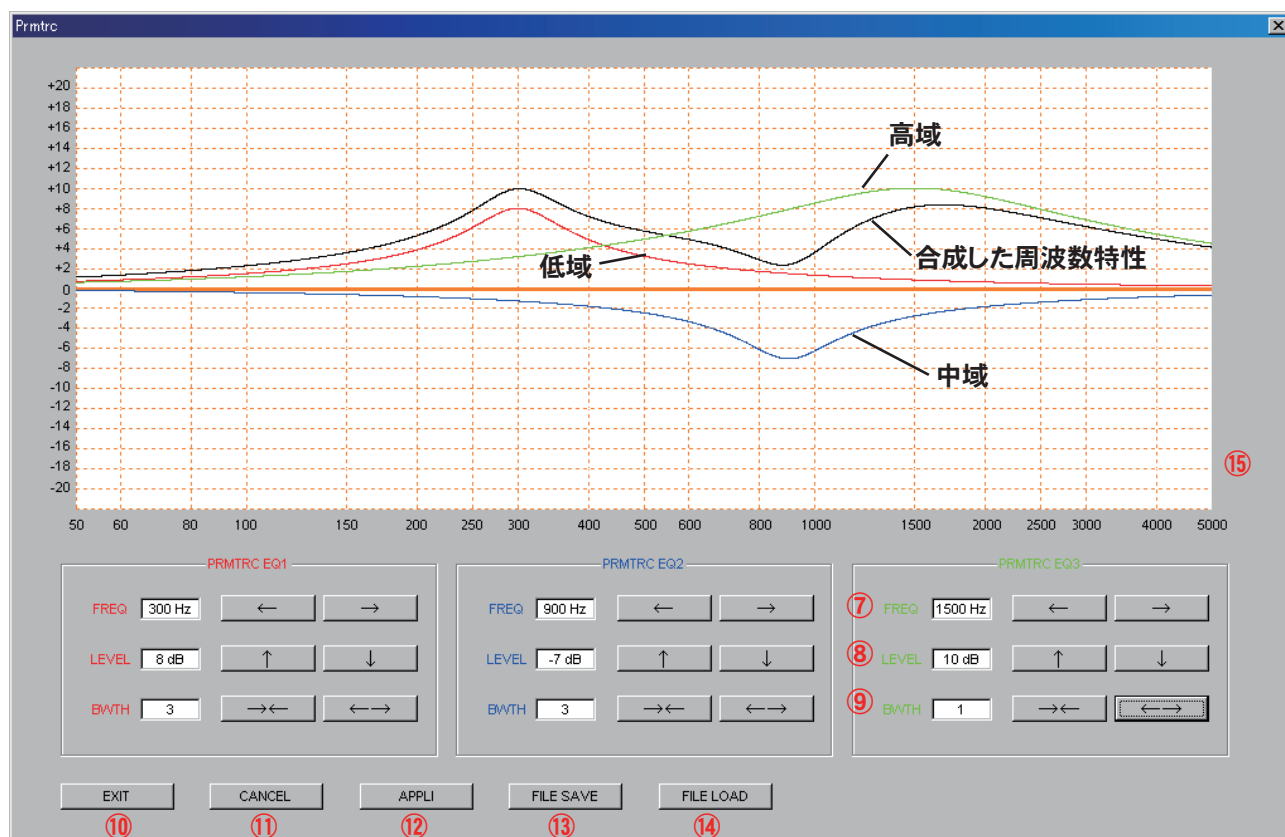 Prmtrc
+20
+18
+16
+14
+12
+10
+8
+6
+4
+2
0
-2
-4
-6
-8
-10
-12
-14
-16
-18
-20
高域
合成した周波数特性
低域
中域
⑮
50 60 80 100 150 200 250 300 400 500 600 800 1000 1500 2000 2500 3000 4000 5000
PRMTRC EQ1
FREQ 300 Hz ← →
LEVEL 8 dB ↑ ↓
BWTH 3 →← ←→
PRMTRC EQ2
FREQ 900 Hz ← →
LEVEL -7 dB ↑ ↓
BWTH 3 →← ←→
PRMTRC EQ3
⑦ FREQ 1500 Hz ← →
⑧ LEVEL 10 dB ↑ ↓
⑨ BWTH 1 →← ←→
EXIT CANCEL APPLI FILE SAVE FILE LOAD
⑩ ⑪ ⑫ ⑬ ⑭